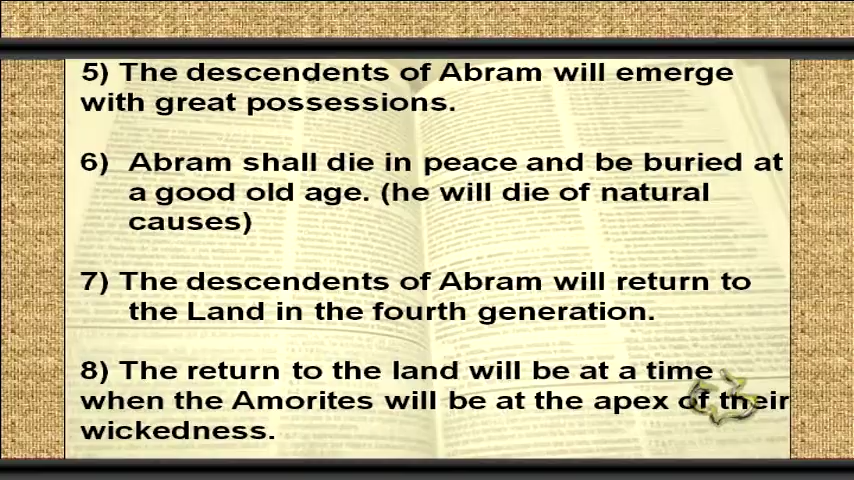 5) The descendents of Abram will emerge
with great possessions.
6) Abram shall die in peace and be buried at
a good old age. (he will die of natural
causes)
7) The descendents of Abram will return to
the Land in the fourth generation.
8) The return to the land will be at a time
when the Amorites will be at the apex of their
wickedness.